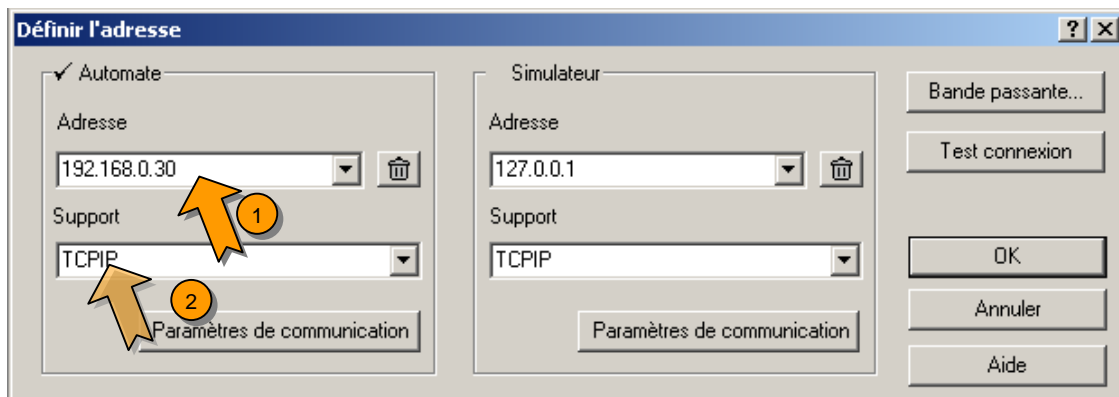 Définir l'adresse
Automate
Adresse
192.168.0.30
1
Support
TCPIP
2
Paramètres de communication
Simulateur
Adresse
127.0.0.1
Support
TCPIP
Paramètres de communication
Bande passante...
Test connexion
OK
Annuler
Aide